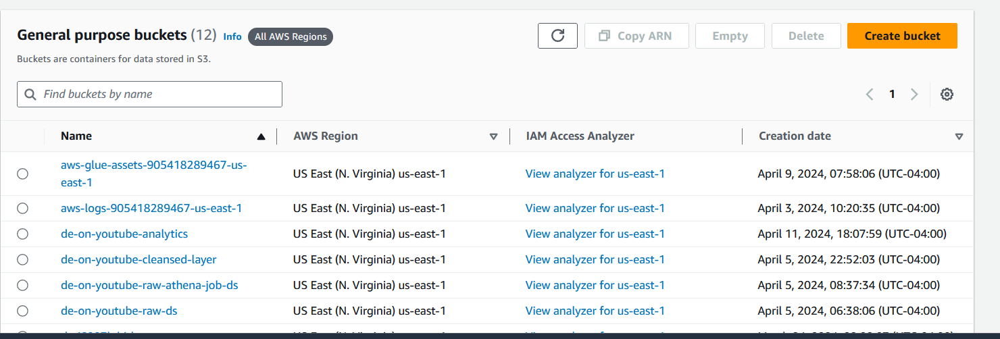 General purpose buckets (12) Info All AWS Regions
Copy ARN Empty Delete Create bucket
Buckets are containers for data stored in S3.
Find buckets by name
1
Name AWS Region IAM Access Analyzer Creation date
aws-glue-assets-905418289467-us-
east-1 US East (N. Virginia) us-east-1 View analyzer for us-east-1 April 9, 2024, 07:58:06 (UTC-04:00)
aws-logs-905418289467-us-east-1 US East (N. Virginia) us-east-1 View analyzer for us-east-1 April 3, 2024, 10:20:35 (UTC-04:00)
de-on-youtube-analytics US East (N. Virginia) us-east-1 View analyzer for us-east-1 April 11, 2024, 18:07:59 (UTC-04:00)
de-on-youtube-cleansed-layer US East (N. Virginia) us-east-1 View analyzer for us-east-1 April 5, 2024, 22:52:03 (UTC-04:00)
de-on-youtube-raw-athena-job-ds US East (N. Virginia) us-east-1 View analyzer for us-east-1 April 5, 2024, 08:37:34 (UTC-04:00)
de-on-youtube-raw-ds US East (N. Virginia) us-east-1 View analyzer for us-east-1 April 5, 2024, 06:38:06 (UTC-04:00)